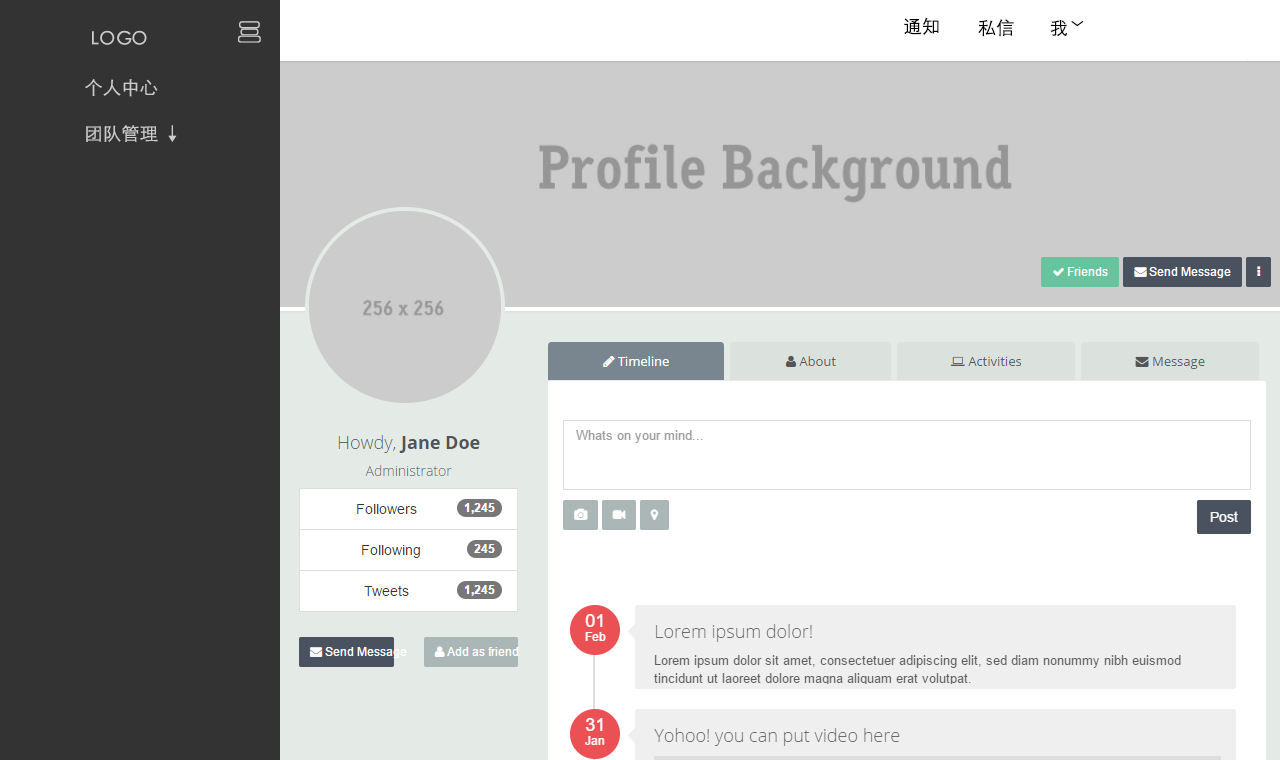 LOGO
个人中心
团队管理
通知 私信 我
Profile Background
256 x 256
Friends Send Message
Timeline About Activities Message
Howdy, Jane Doe
Administrator
Followers 1,245
Following 245
Tweets 1,245
Send Message Add as friend
Whats on your mind...
Post
01
Feb
Lorem ipsum dolor!
Lorem ipsum dolor sit amet, consectetuer adipiscing elit, sed diam nonummy nibh euismod
tincidunt ut laoreet dolore magna aliquam erat volutpat.
31
Jan
Yohoo! you can put video here